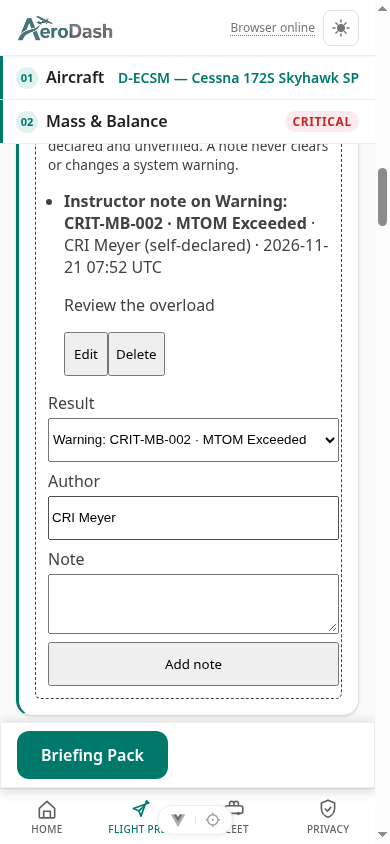 AeroDash
Browser online
01 Aircraft D-ECSM — Cessna 172S Skyhawk SP
02 Mass & Balance CRITICAL
declared and unverified. A note never clears
or changes a system warning.
Instructor note on Warning:
CRIT-MB-002 · MTOM Exceeded ·
CRI Meyer (self-declared) · 2026-11-
21 07:52 UTC
Review the overload
Edit Delete
Result
Warning: CRIT-MB-002 · MTOM Exceeded
Author
CRI Meyer
Note
Add note
Briefing Pack
HOME FLIGHT PRIVACY